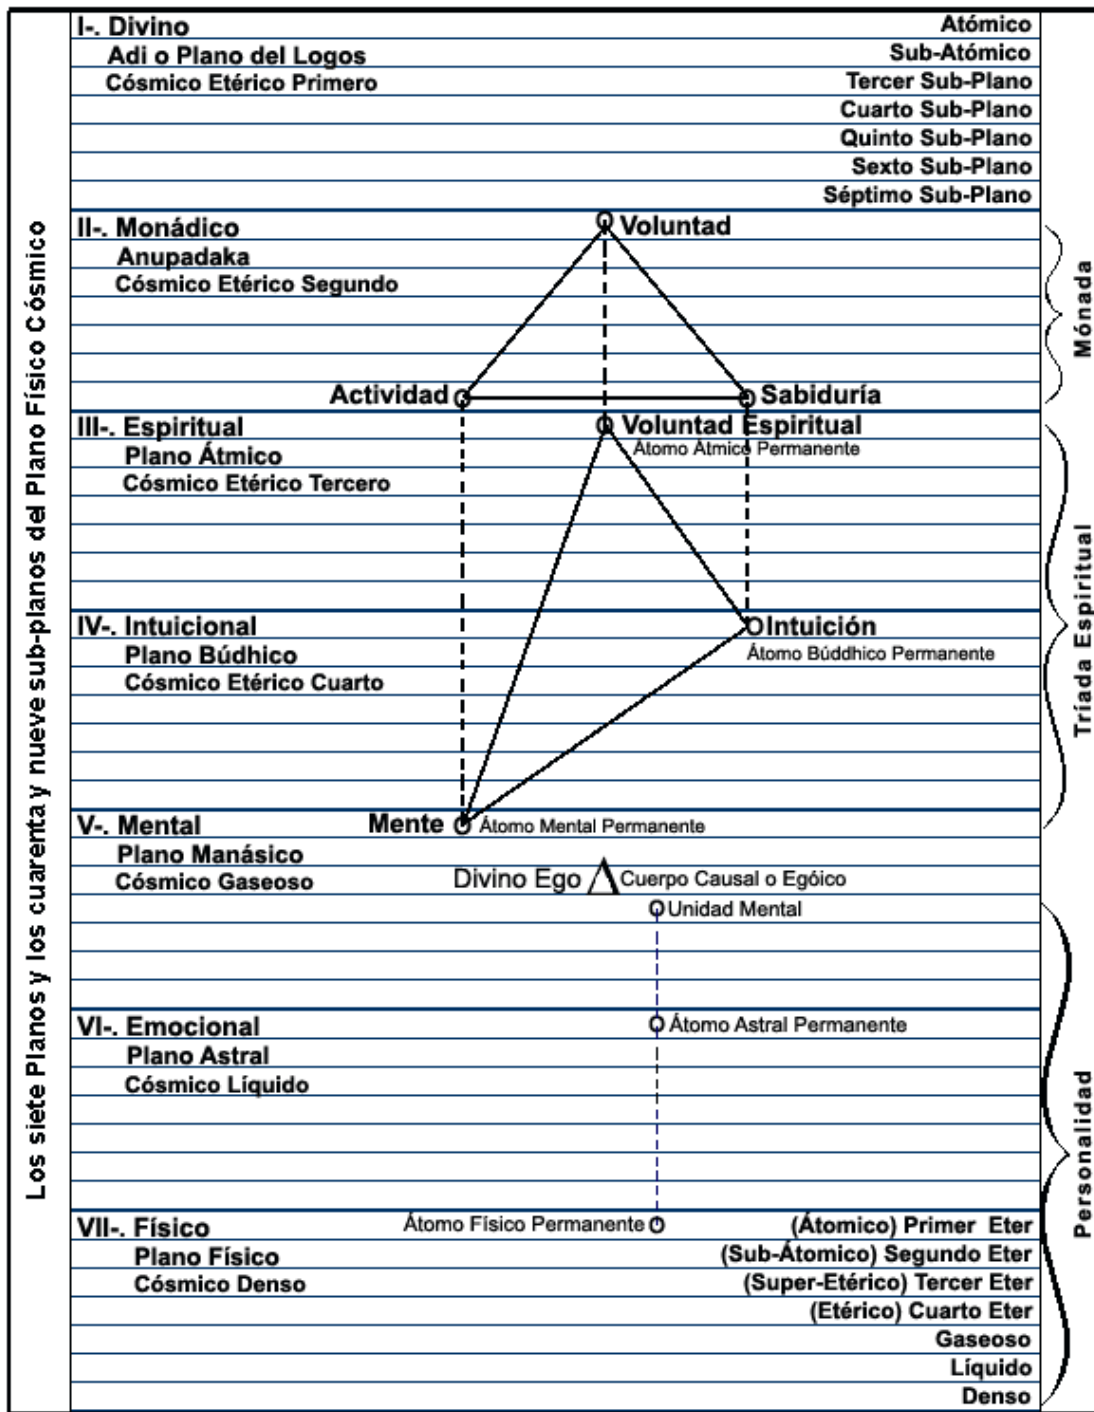 Los siete Planos y los cuarenta y nueve sub-planos del Plano Físico Cósmico
I-. Divino
Adi o Plano del Logos
Cósmico Etérico Primero
Atómico
Sub-Atómico
Tercer Sub-Plano
Cuarto Sub-Plano
Quinto Sub-Plano
Sexto Sub-Plano
Séptimo Sub-Plano
II-. Monádico
Anupadaka
Cósmico Etérico Segundo
Voluntad
Actividad
Sabiduría
Mónada
III-. Espiritual
Plano Átmico
Cósmico Etérico Tercero
Voluntad Espiritual
Átomo Átmico Permanente
IV-. Intuicional
Plano Búdhico
Cósmico Etérico Cuarto
Intuición
Átomo Búddhico Permanente
Tríada Espiritual
V-. Mental
Plano Manásico
Cósmico Gaseoso
Mente
Átomo Mental Permanente
Divino Ego
Cuerpo Causal o Egóico
Unidad Mental
VI-. Emocional
Plano Astral
Cósmico Líquido
Átomo Astral Permanente
Personalidad
VII-. Físico
Plano Físico
Cósmico Denso
Átomo Físico Permanente
(Átomico) Primer Eter
(Sub-Átomico) Segundo Eter
(Super-Etérico) Tercer Eter
(Etérico) Cuarto Eter
Gaseoso
Líquido
Denso